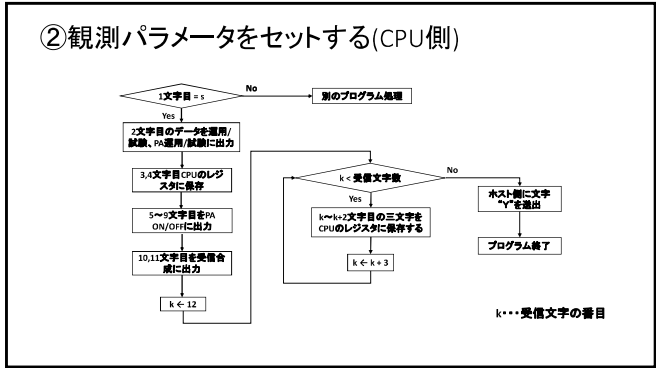 ②観測パラメータをセットする(CPU側)
1文字目 = s
No
別のプログラム処理
Yes
2文字目のデータを運用/
試験、PA運用/試験に出力
3,4文字目CPUのレジ
スタに保存
5～9文字目をPA
ON/OFFに出力
10,11文字目を受信合
成に出力
k ← 12
k < 受信文字数
No
Yes
k～k+2文字目の三文字を
CPUのレジスタに保存する
k ← k + 3
ホスト側に文字
“Y”を送出
プログラム終了
k・・・受信文字の番目